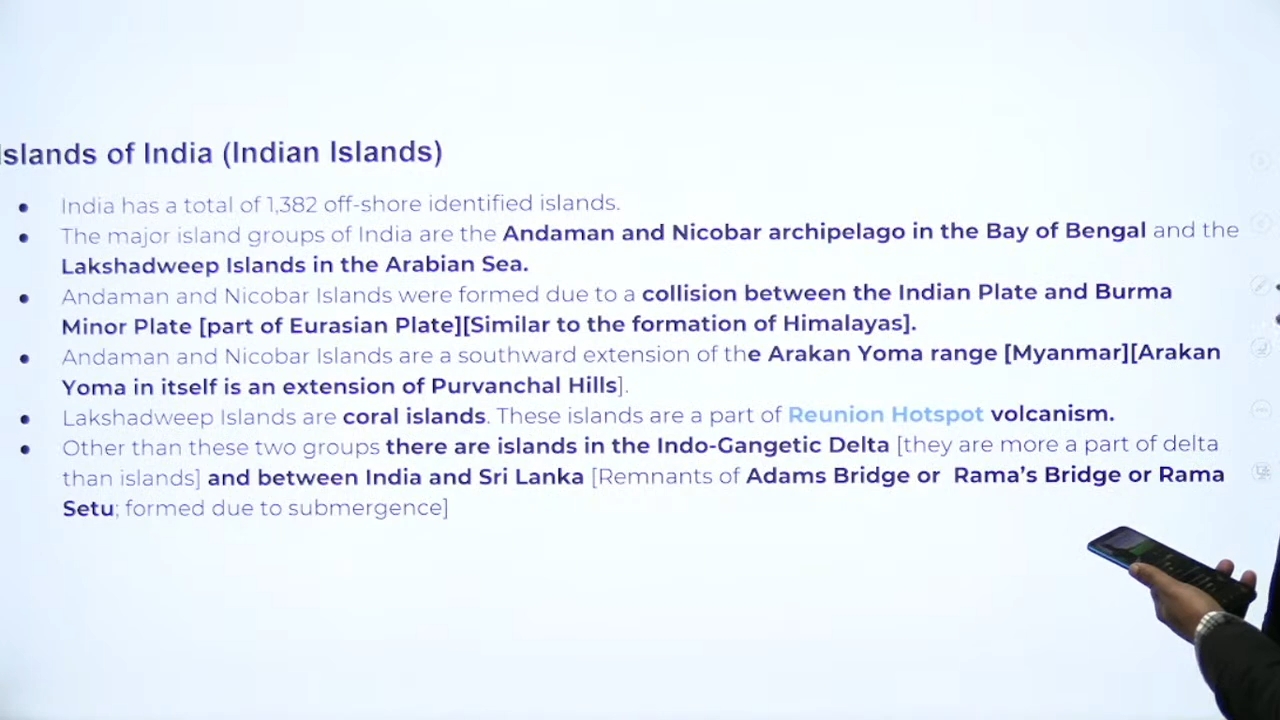 Islands of India (Indian Islands)
India has a total of 1,382 off-shore identified islands.
The major island groups of India are the Andaman and Nicobar archipelago in the Bay of Bengal and the
Lakshadweep Islands in the Arabian Sea.
Andaman and Nicobar Islands were formed due to a collision between the Indian Plate and Burma
Minor Plate [part of Eurasian Plate][Similar to the formation of Himalayas].
Andaman and Nicobar Islands are a southward extension of the Arakan Yoma range [Myanmar][Arakan
Yoma in itself is an extension of Purvanchal Hills].
Lakshadweep Islands are coral islands. These islands are a part of Reunion Hotspot volcanism.
Other than these two groups there are islands in the Indo-Gangetic Delta [they are more a part of delta
than islands] and between India and Sri Lanka [Remnants of Adams Bridge or Rama's Bridge or Rama
Setu; formed due to submergence]